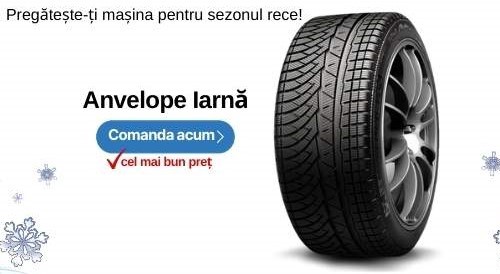 Pregătește-ți mașina pentru sezonul rece!
Anvelope Iarnă
Comanda acum
cel mai bun preț